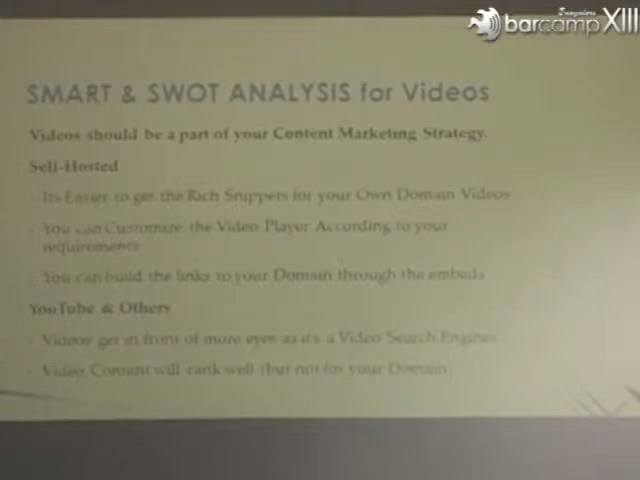 Bangalore
barcamp XIII
SMART & SWOT ANALYSIS for Videos
Videos should be a part of your Content Marketing Strategy.
Self-Hosted
Its Easier to get the Rich Snippets for your Own Domain Videos
You can Customize the Video Player According to your
requirements
You can build the links to your Domain through the embeds
YouTube & Others
Videos get in front of more eyes as it's a Video Search Engines
Video Content will rank well (but not for your Domain)